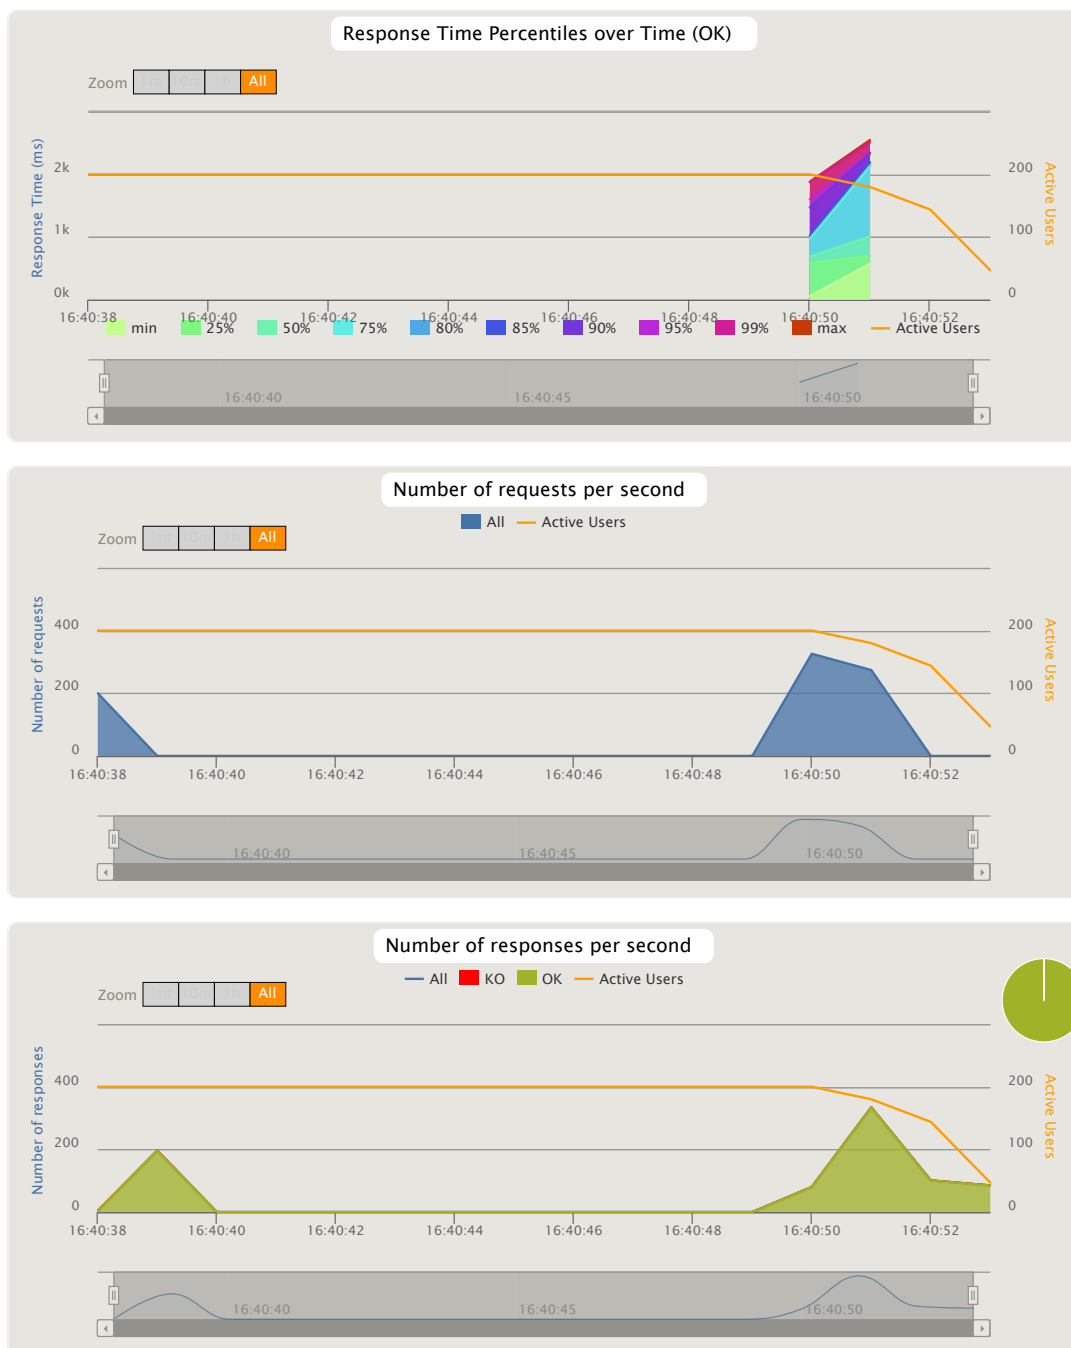 Response Time Percentiles over Time (OK)
Zoom 1m 10m 1h All
Response Time (ms)
2k
1k
0k
200
100
0
Active Users
16:40:38 16:40:40 16:40:42 16:40:44 16:40:46 16:40:48 16:40:50 16:40:52
min 25% 50% 75% 80% 85% 90% 95% 99% max Active Users
16:40:40 16:40:45 16:40:50
Number of requests per second
All Active Users
Zoom 1m 10m 1h All
Number of requests
400
200
0
200
100
0
Active Users
16:40:38 16:40:40 16:40:42 16:40:44 16:40:46 16:40:48 16:40:50 16:40:52
16:40:40 16:40:45 16:40:50
Number of responses per second
All KO OK Active Users
Zoom 1m 10m 1h All
Number of responses
400
200
0
200
100
0
Active Users
16:40:38 16:40:40 16:40:42 16:40:44 16:40:46 16:40:48 16:40:50 16:40:52
16:40:40 16:40:45 16:40:50